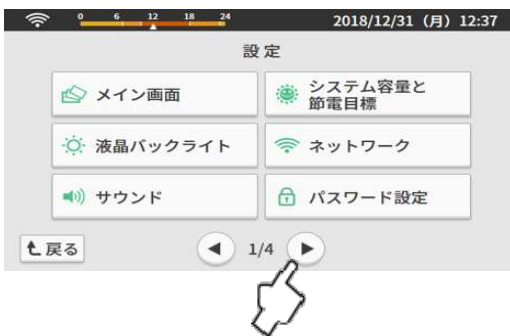 0 6 12 18 24 2018/12/31（月）12:37
設定
メイン画面
システム容量と
節電目標
液晶バックライト
ネットワーク
サウンド
パスワード設定
戻る 1/4